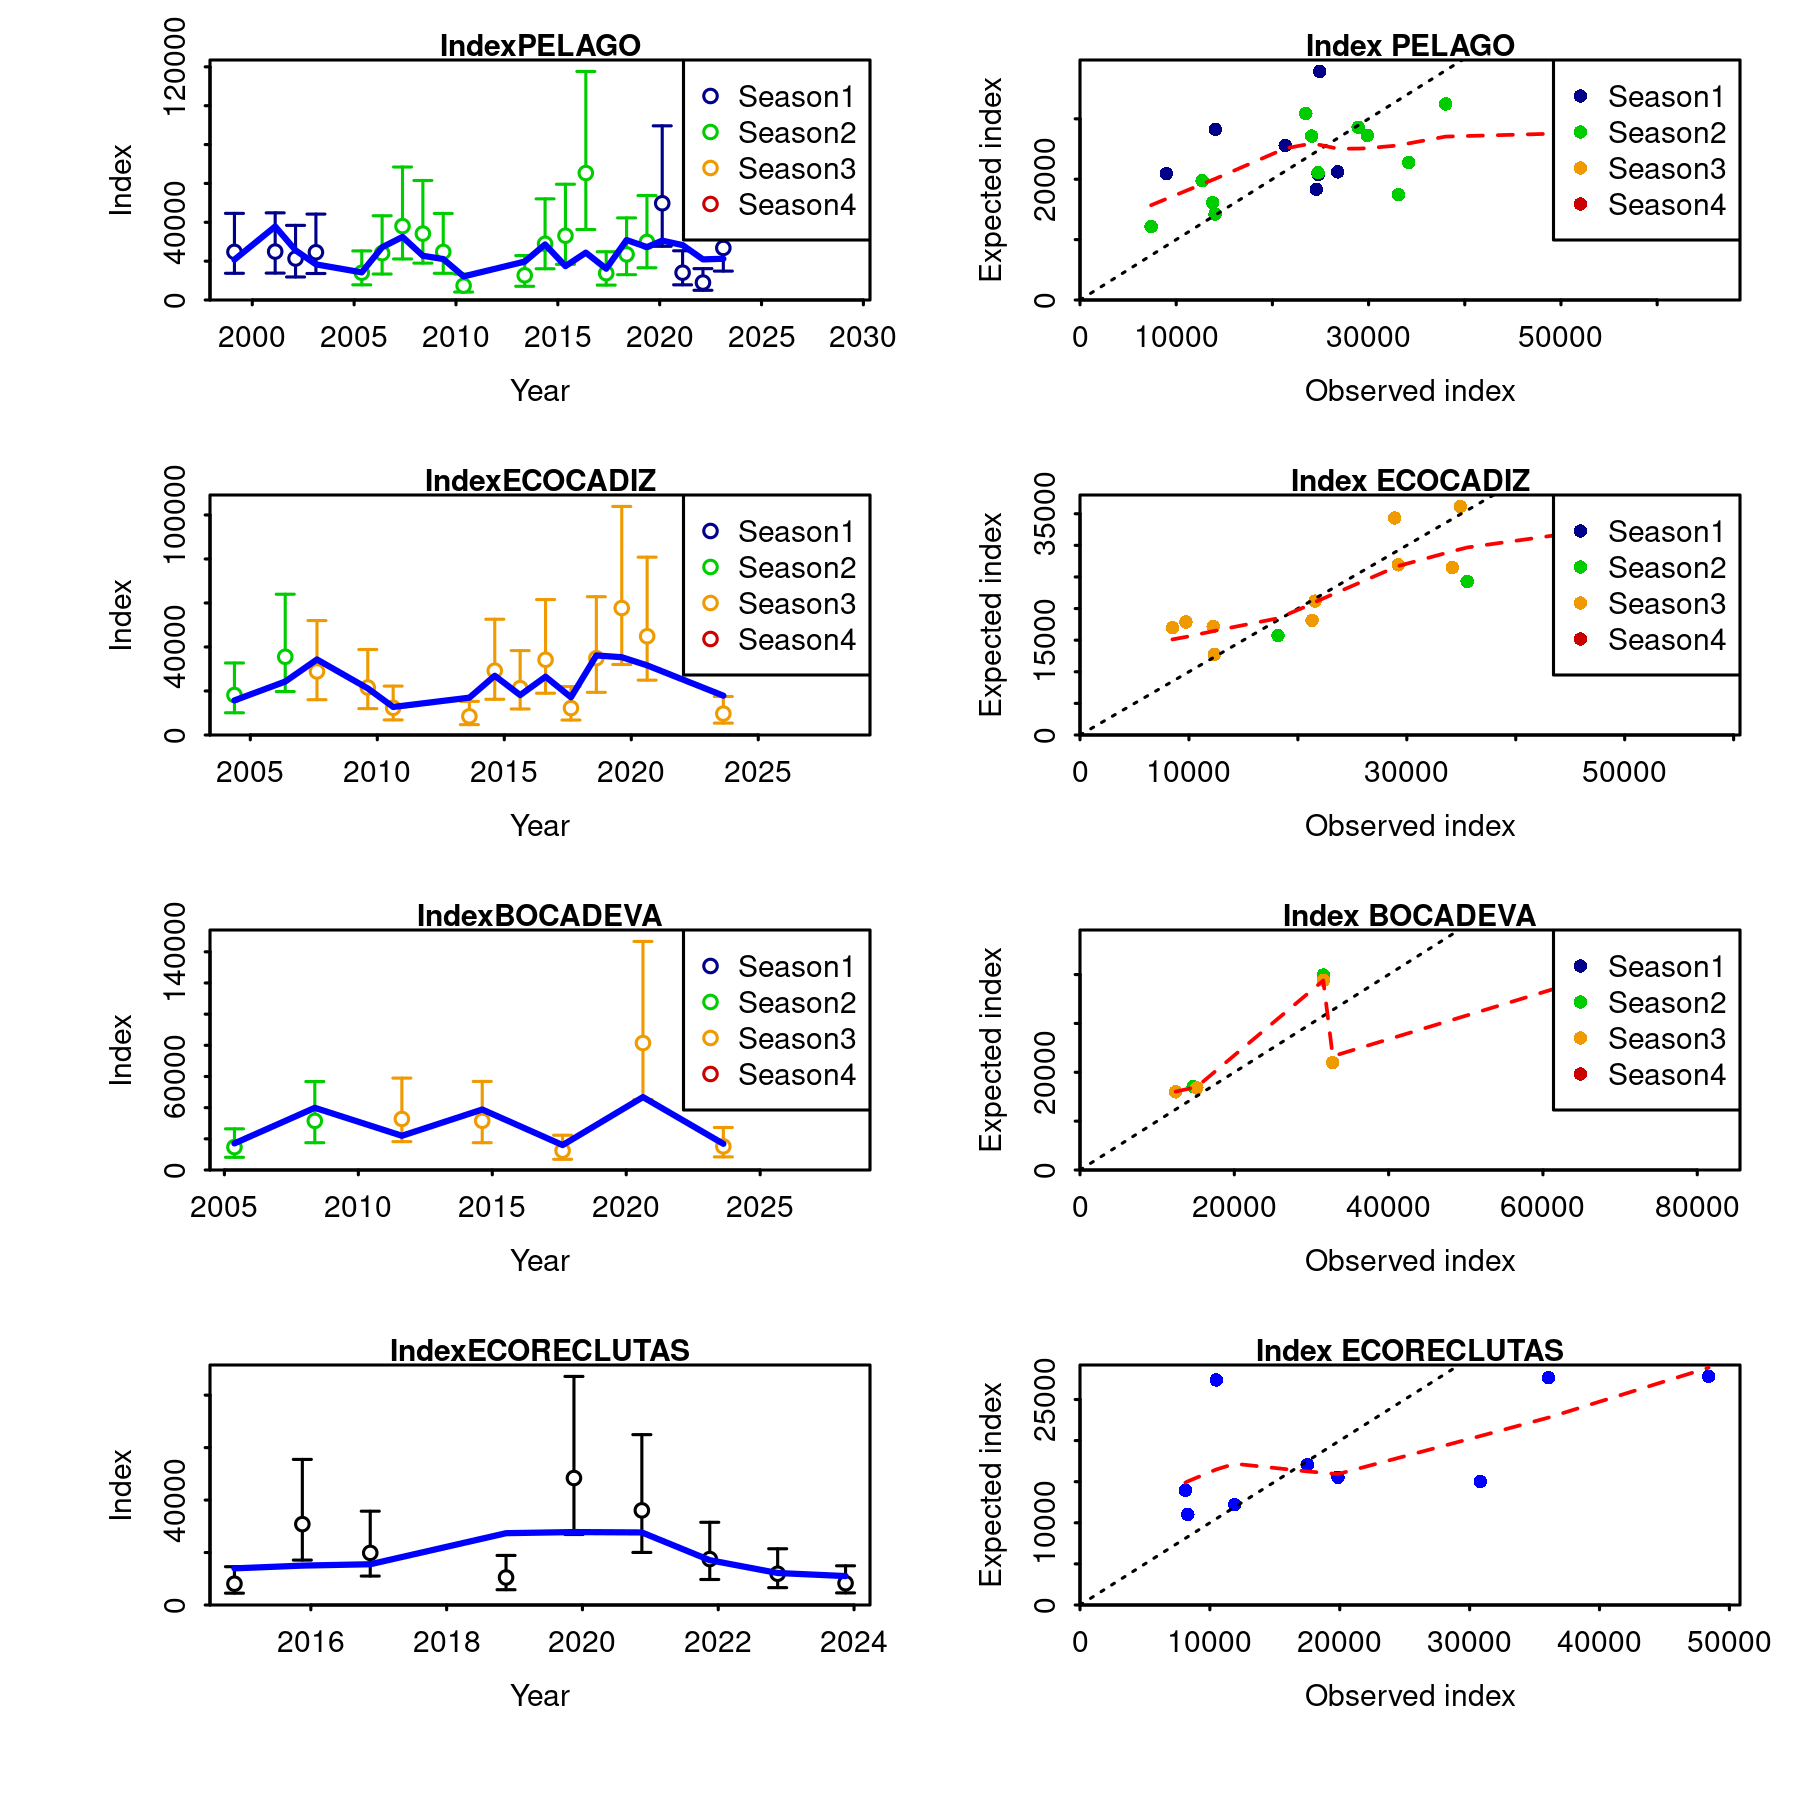 IndexPELAGO
Index
0
40000
120000
Season1
Season2
Season3
Season4
2000 2005 2010 2015 2020 2025 2030
Year
Index PELAGO
Expected index
0
20000
Season1
Season2
Season3
Season4
0 10000 30000 50000
Observed index
IndexECOCADIZ
Index
0
40000
100000
Season1
Season2
Season3
Season4
2005 2010 2015 2020 2025
Year
Index ECOCADIZ
Expected index
0
15000
35000
Season1
Season2
Season3
Season4
0 10000 30000 50000
Observed index
IndexBOCADEVA
Index
0
60000
140000
Season1
Season2
Season3
Season4
2005 2010 2015 2020 2025
Year
Index BOCADEVA
Expected index
0
20000
Season1
Season2
Season3
Season4
0 20000 40000 60000 80000
Observed index
IndexECORECLUTAS
Index
0
40000
2016 2018 2020 2022 2024
Year
Index ECORECLUTAS
Expected index
0
10000
25000
0 10000 20000 30000 40000 50000
Observed index